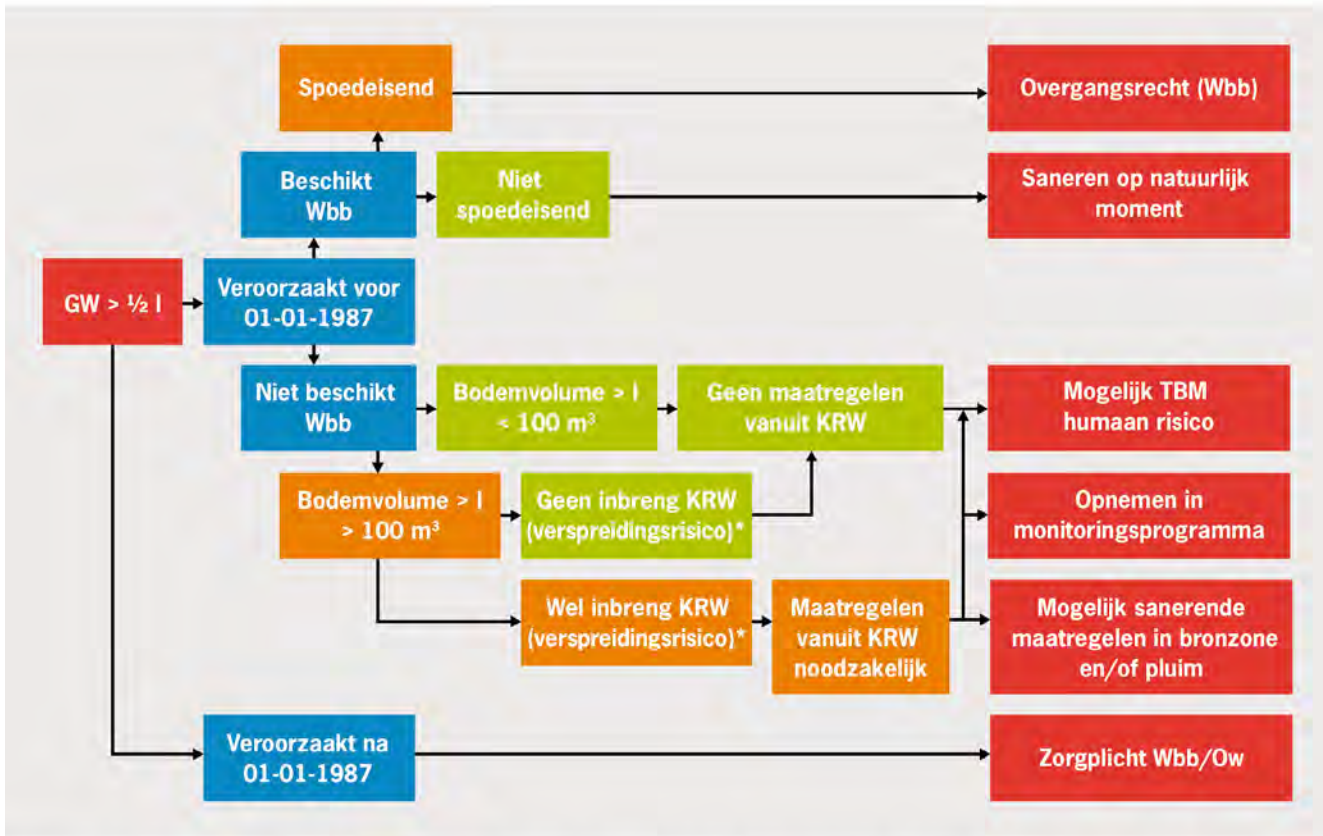 Spoedeisend
Overgangsrecht (Wbb)
Beschikt
Wbb
Niet
spoedeisend
Saneren op natuurlijk
moment
GW > ½ I
Veroorzaakt voor
01-01-1987
Niet beschikt
Wbb
Bodemvolume > I
< 100 m³
Geen maatregelen
vanuit KRW
Mogelijk TBM
humaan risico
Bodemvolume > I
> 100 m³
Geen inbreng KRW
(verspreidingsrisico)*
Opnemen in
monitoringsprogramma
Wel inbreng KRW
(verspreidingsrisico)*
Maatregelen
vanuit KRW
noodzakelijk
Mogelijk sanerende
maatregelen in bronzone
en/of pluim
Veroorzaakt na
01-01-1987
Zorgplicht Wbb/Ow